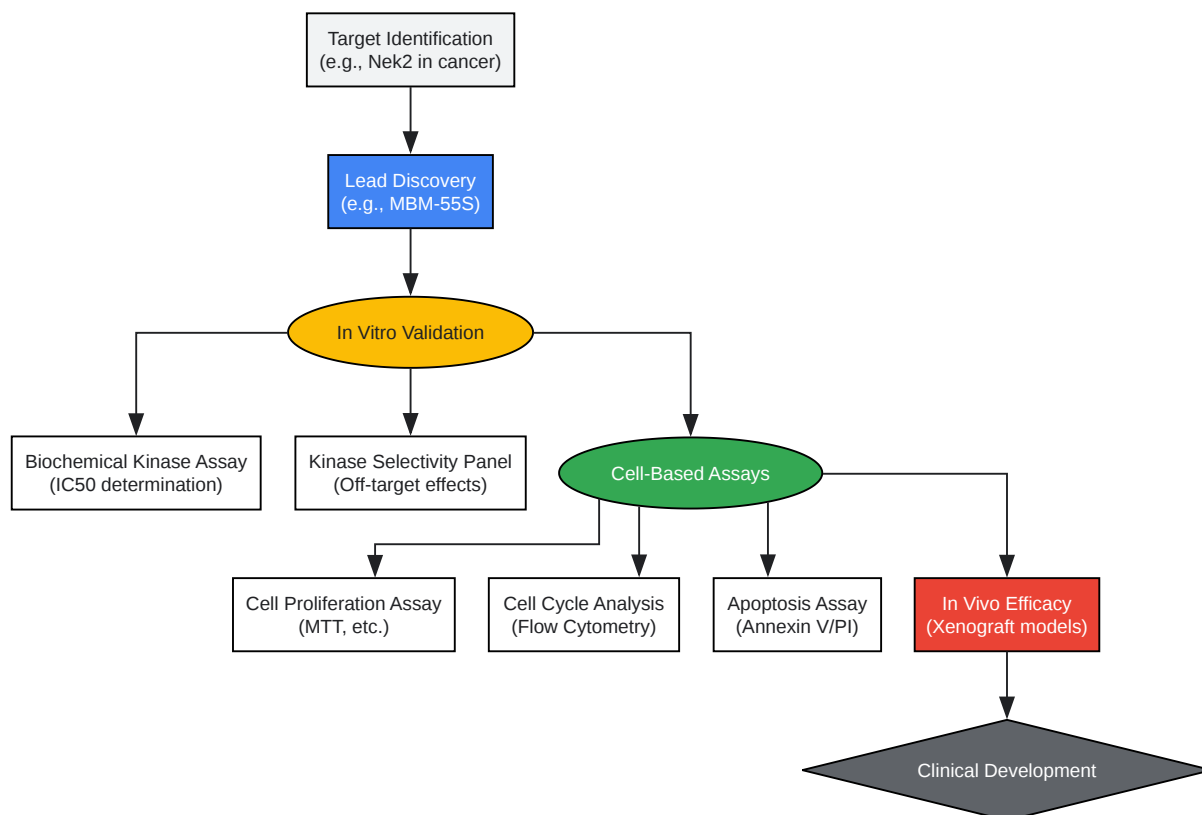 Target Identification
(e.g., Nek2 in cancer)
Lead Discovery
(e.g., MBM-55S)
In Vitro Validation
Biochemical Kinase Assay
(IC50 determination)
Kinase Selectivity Panel
(Off-target effects)
Cell-Based Assays
Cell Proliferation Assay
(MTT, etc.)
Cell Cycle Analysis
(Flow Cytometry)
Apoptosis Assay
(Annexin V/PI)
In Vivo Efficacy
(Xenograft models)
Clinical Development